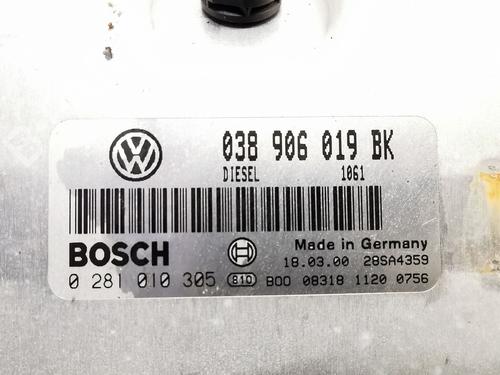 038 906 019 BK
DIESEL 1061
BOSCH
Made in Germany
18.03.00 28SA4359
0 281 010 305 810 B00 08318 1120 0756